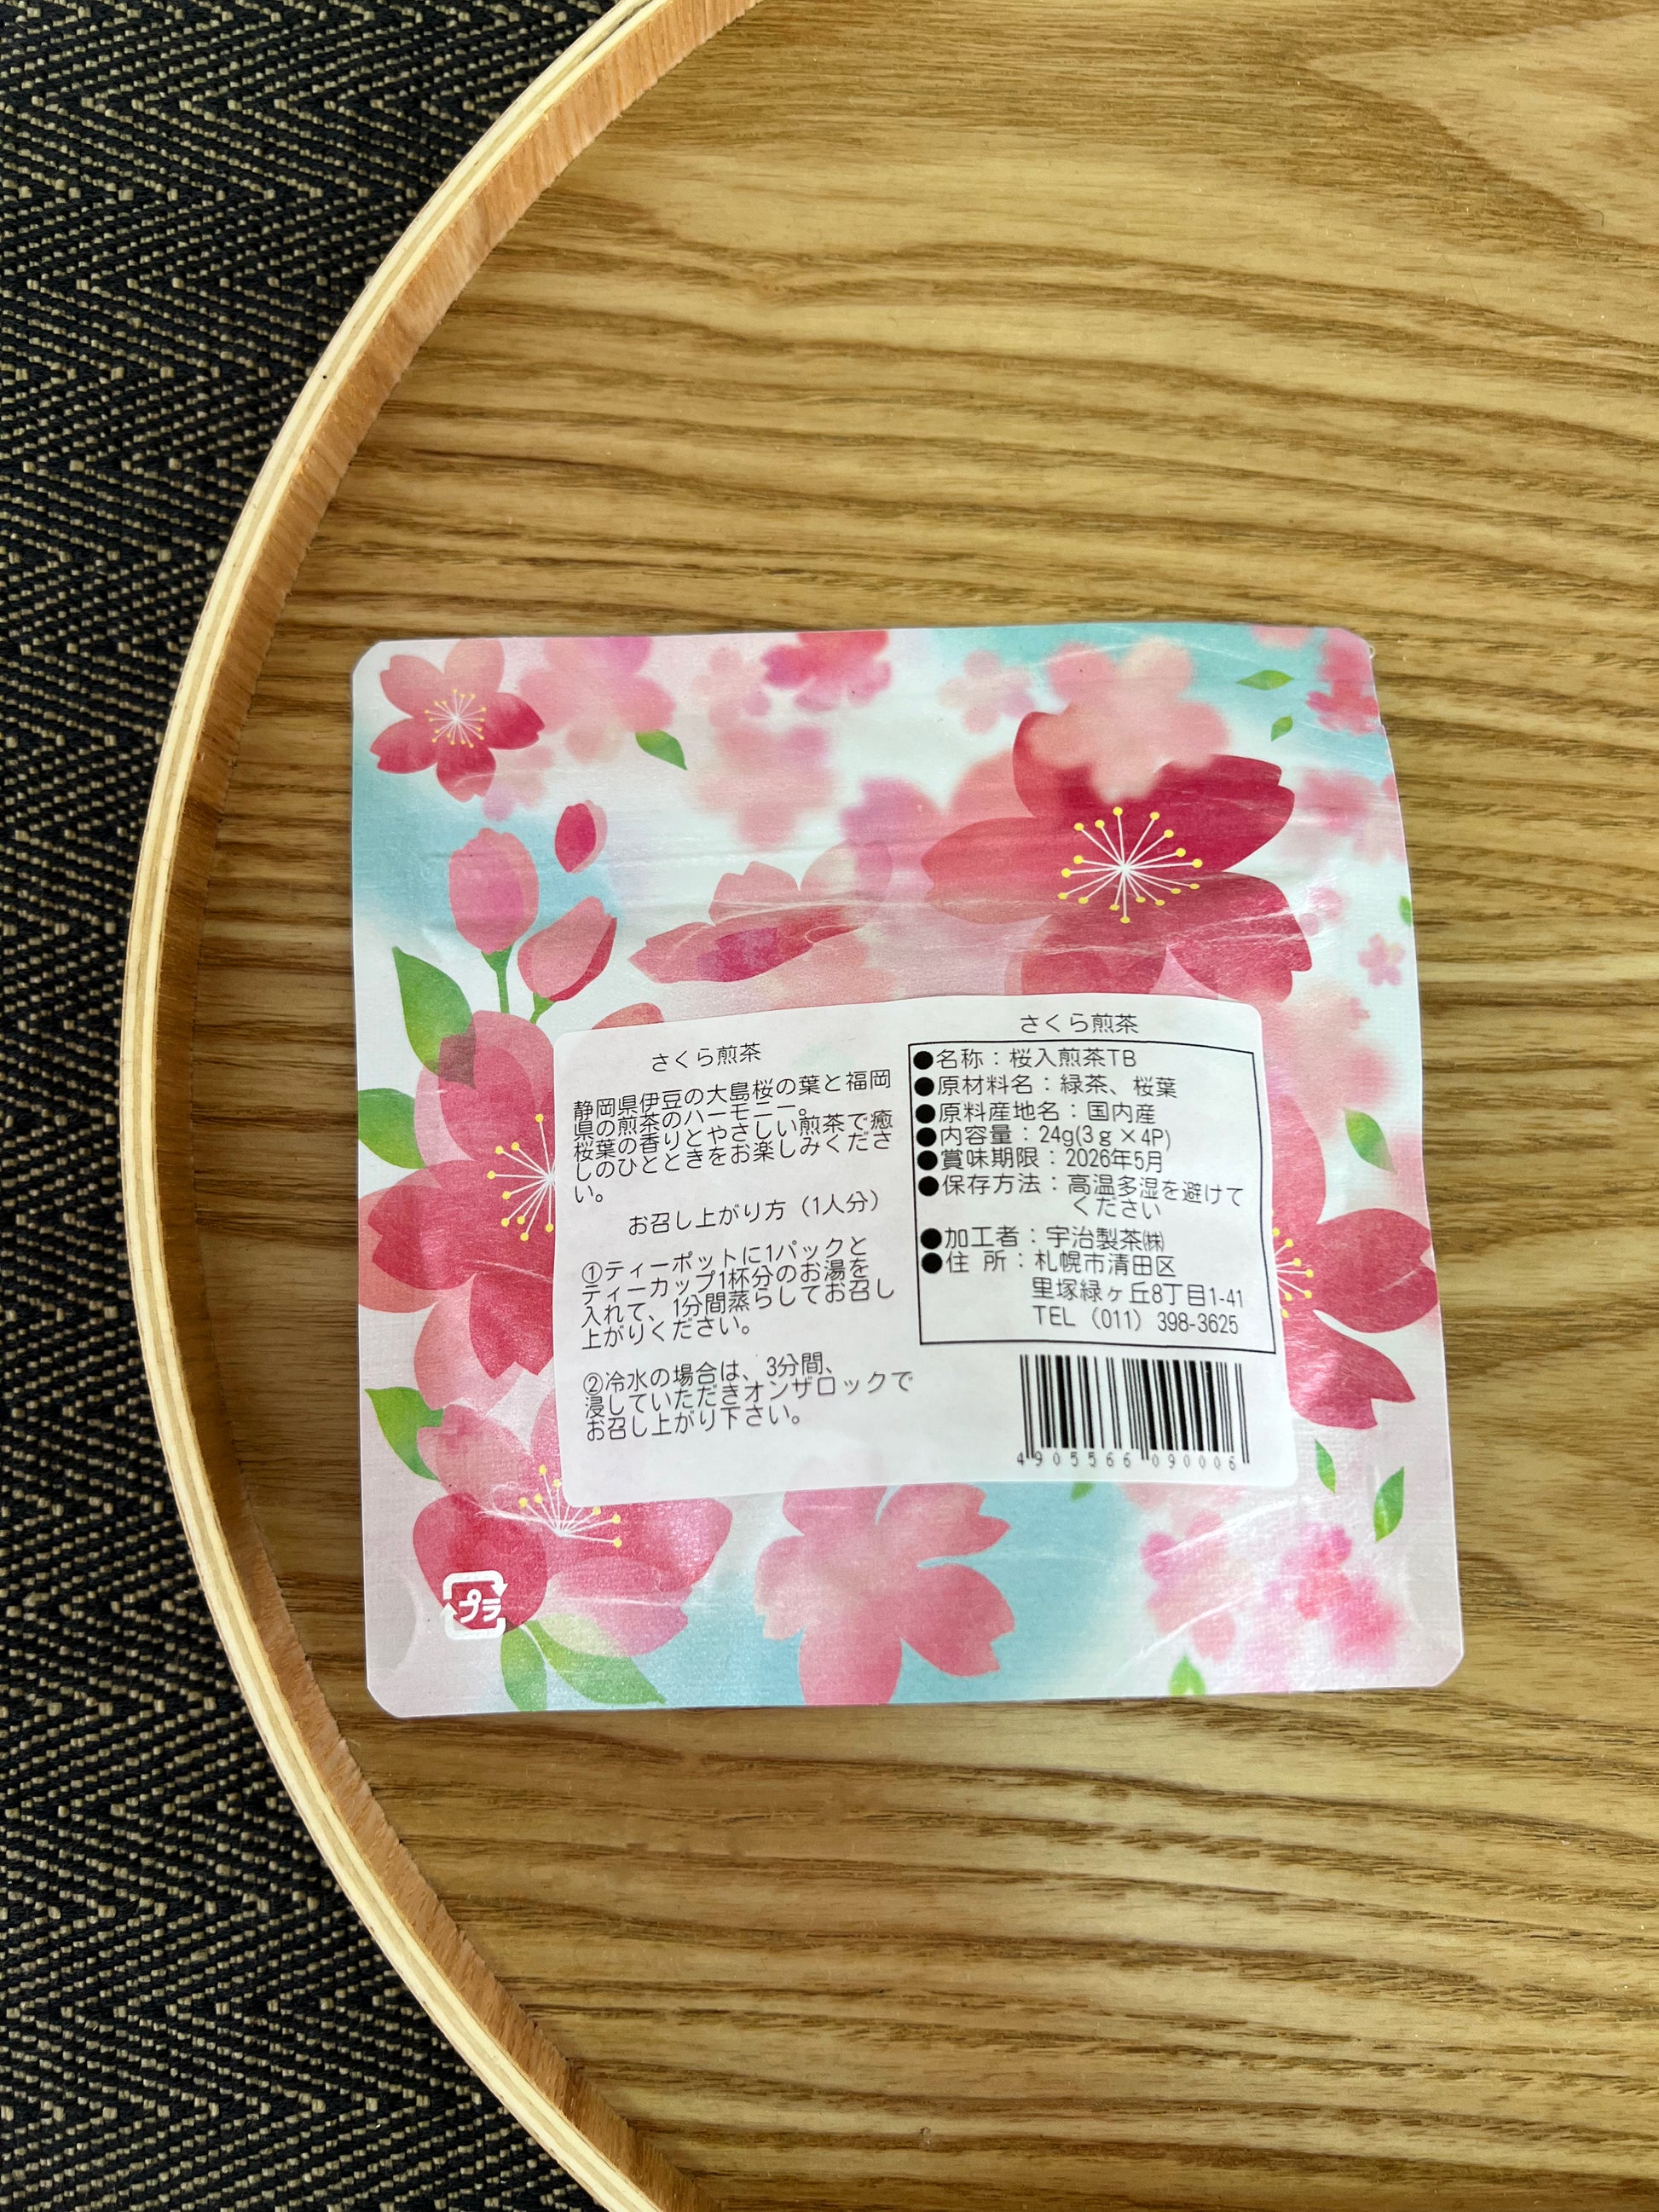 さくら煎茶
静岡県伊豆の大島桜の葉と福岡
県の煎茶のハーモニー。
桜葉の香りとやさしい煎茶で癒
しのひとときをお楽しみくださ
い。
お召し上がり方（1人分）
①ティーポットに1パックと
ティーカップ1杯分のお湯を
入れて、1分間蒸らしてお召し
上がりください。
②冷水の場合は、3分間、
浸していただきオンザロックで
お召し上がり下さい。
さくら煎茶
●名称：桜入煎茶TB
●原材料名：緑茶、桜葉
●原料産地名：国内産
●内容量：24g(3ｇ×4P)
●賞味期限：2026年5月
●保存方法：高温多湿を避けて
ください
●加工者：宇治製茶㈱
●住 所：札幌市清田区
里塚緑ヶ丘8丁目1-41
TEL（011）398-3625
4905566090006
プラ